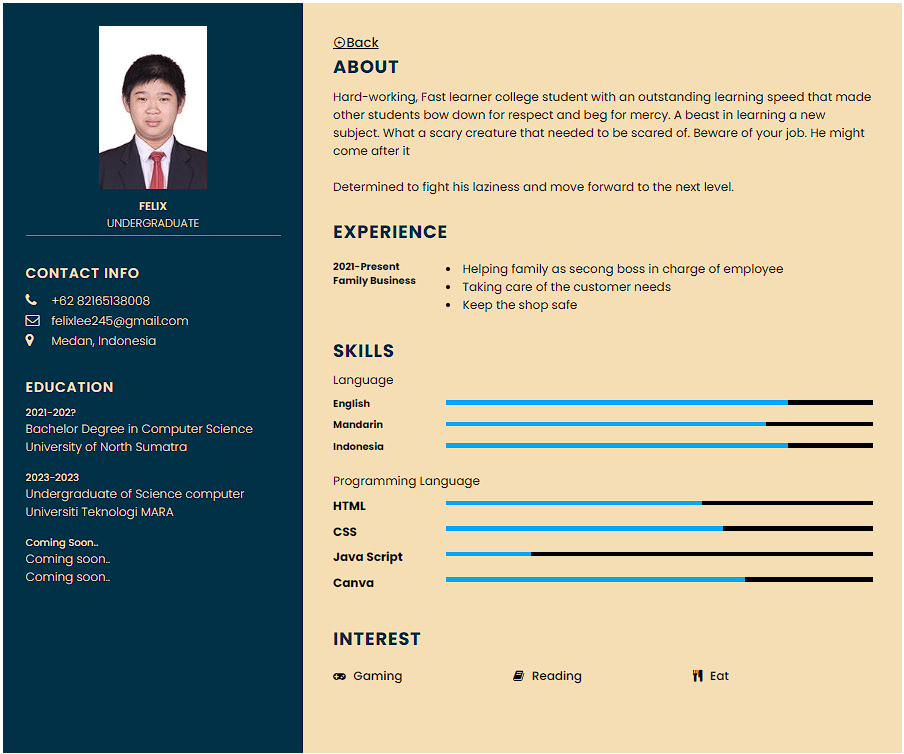 FELIX
UNDERGRADUATE
CONTACT INFO
+62 82165138008
felixlee245@gmail.com
Medan, Indonesia
EDUCATION
2021-202?
Bachelor Degree in Computer Science
University of North Sumatra
2023-2023
Undergraduate of Science computer
Universiti Teknologi MARA
Coming Soon..
Coming soon..
Coming soon..
Back
ABOUT
Hard-working, Fast learner college student with an outstanding learning speed that made
other students bow down for respect and beg for mercy. A beast in learning a new
subject. What a scary creature that needed to be scared of. Beware of your job. He might
come after it
Determined to fight his laziness and move forward to the next level.
EXPERIENCE
2021-Present
Family Business
Helping family as secong boss in charge of employee
Taking care of the customer needs
Keep the shop safe
SKILLS
Language
English
Mandarin
Indonesia
Programming Language
HTML
CSS
Java Script
Canva
INTEREST
Gaming
Reading
Eat